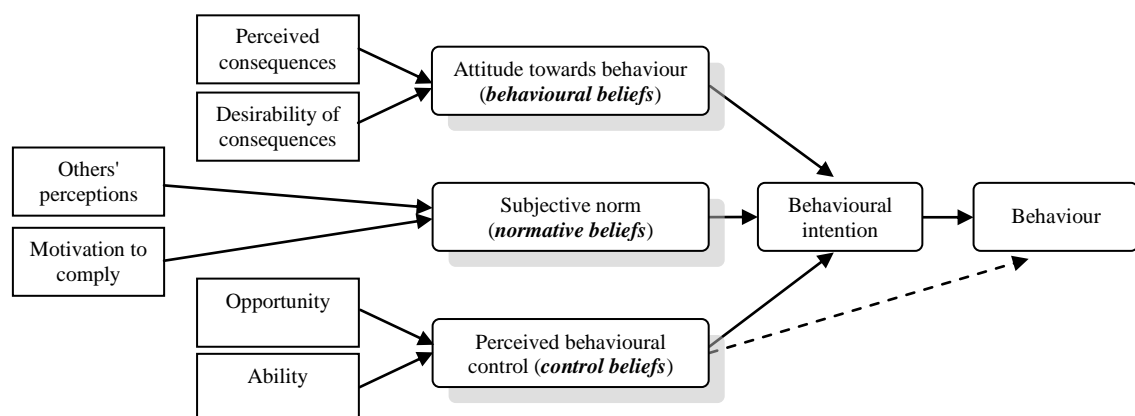 Perceived
consequences
Desirability of
consequences
Others'
perceptions
Motivation to
comply
Opportunity
Ability
Attitude towards behaviour
(behavioural beliefs)
Subjective norm
(normative beliefs)
Perceived behavioural
control (control beliefs)
Behavioural
intention
Behaviour